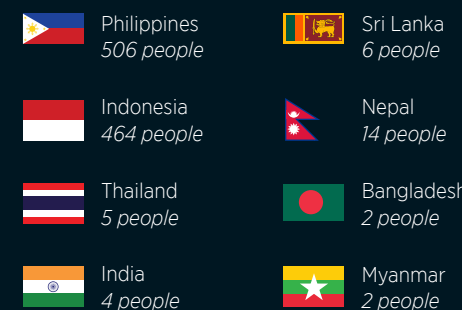 Philippines
506 people
Sri Lanka
6 people
Indonesia
464 people
Nepal
14 people
Thailand
5 people
Bangladesh
2 people
India
4 people
Myanmar
2 people